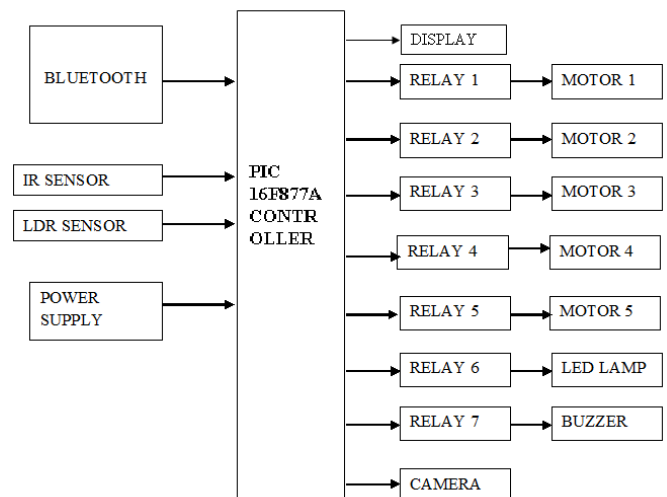 BLUETOOTH
IR SENSOR
LDR SENSOR
POWER
SUPPLY
PIC
16F877A
CONTR
OLLER
DISPLAY
RELAY 1
MOTOR 1
RELAY 2
MOTOR 2
RELAY 3
MOTOR 3
RELAY 4
MOTOR 4
RELAY 5
MOTOR 5
RELAY 6
LED LAMP
RELAY 7
BUZZER
CAMERA